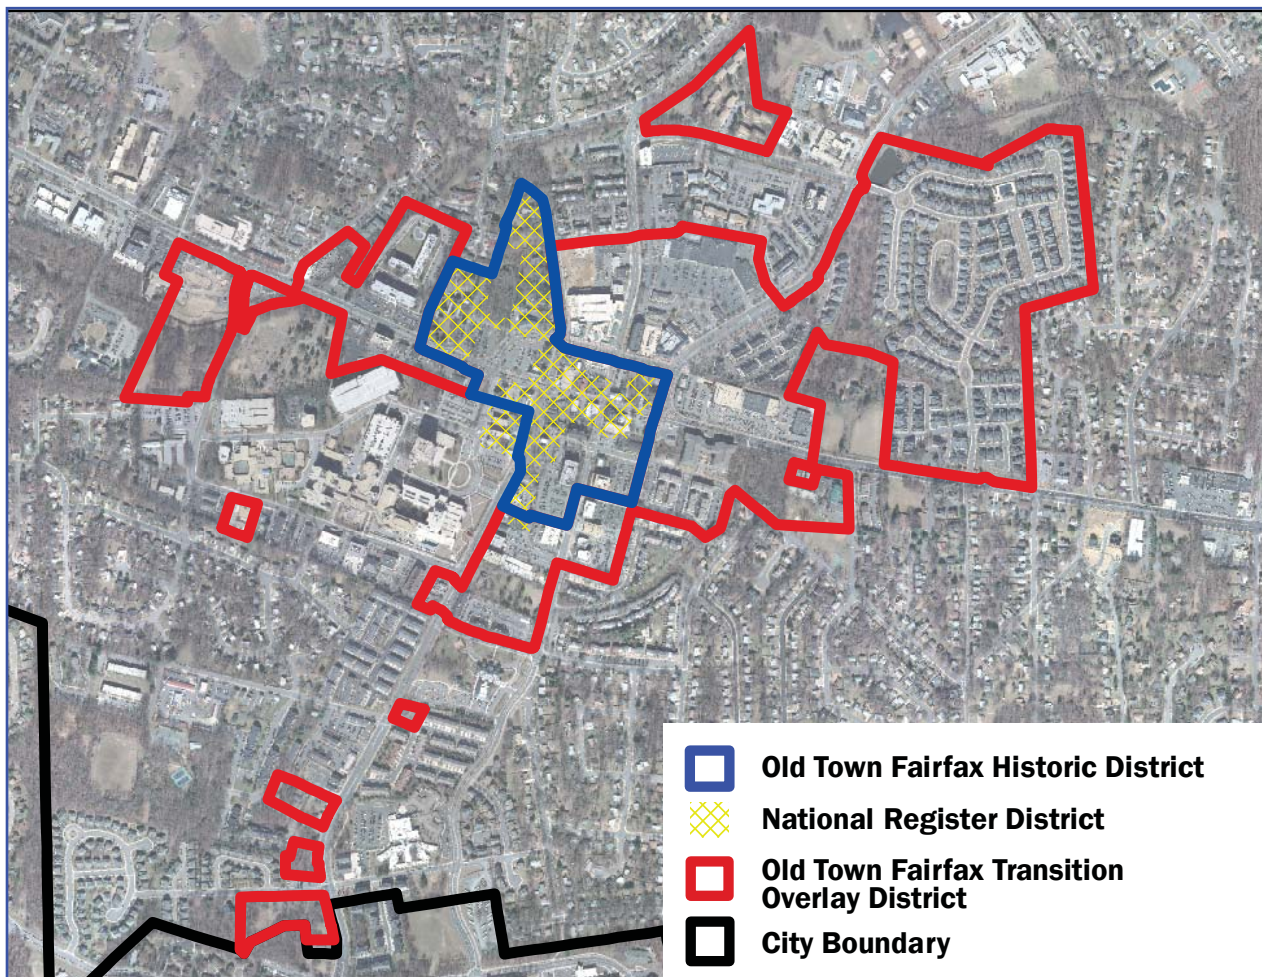 Old Town Fairfax Historic District
National Register District
Old Town Fairfax Transition
Overlay District
City Boundary